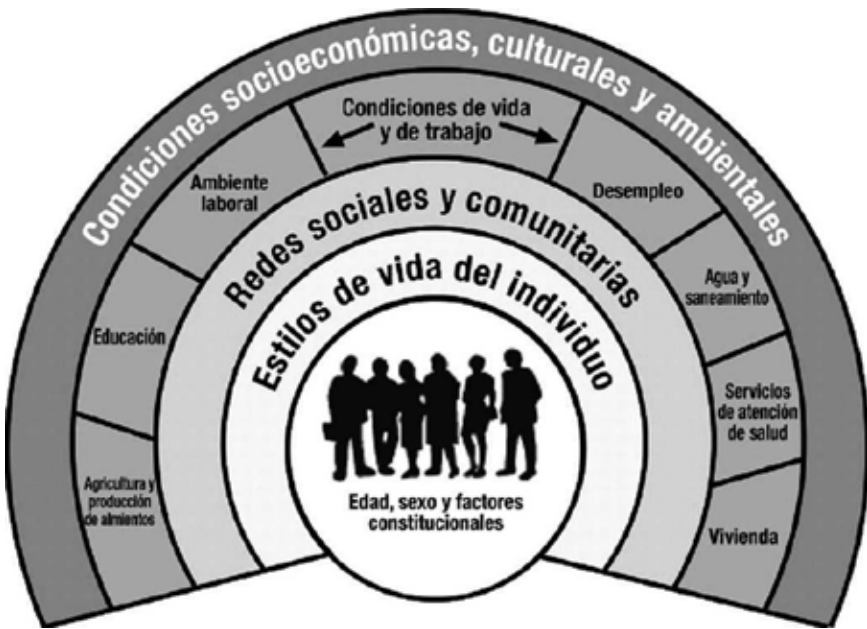 Condiciones socioeconómicas, culturales y ambientales
Condiciones de vida
y de trabajo
Ambiente
laboral
Desempleo
Educación
Agua y
saneamiento
Agricultura y
producción
de almientos
Servicios
de atención
de salud
Vivienda
Redes sociales y comunitarias
Estilos de vida del individuo
Edad, sexo y factores
constitucionales